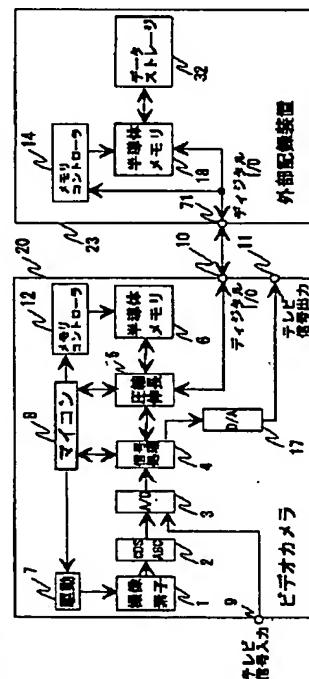 14
メモリ
コントローラ
半導体
メモリ
18
データ
ストレージ
32
外部記憶装置
23
71
ディジタル
I/O
20
10
11
テレビ
信号出力
ディジタル
I/O
12
メモリ
コントローラ
半導体
メモリ
6
8
マイコン
圧縮
伸長
5
信号
処理
4
D/A
17
A/D
3
CDS
AGC
2
7
駆動
撮像
素子
1
9
テレビ
信号入力
ビデオカメラ